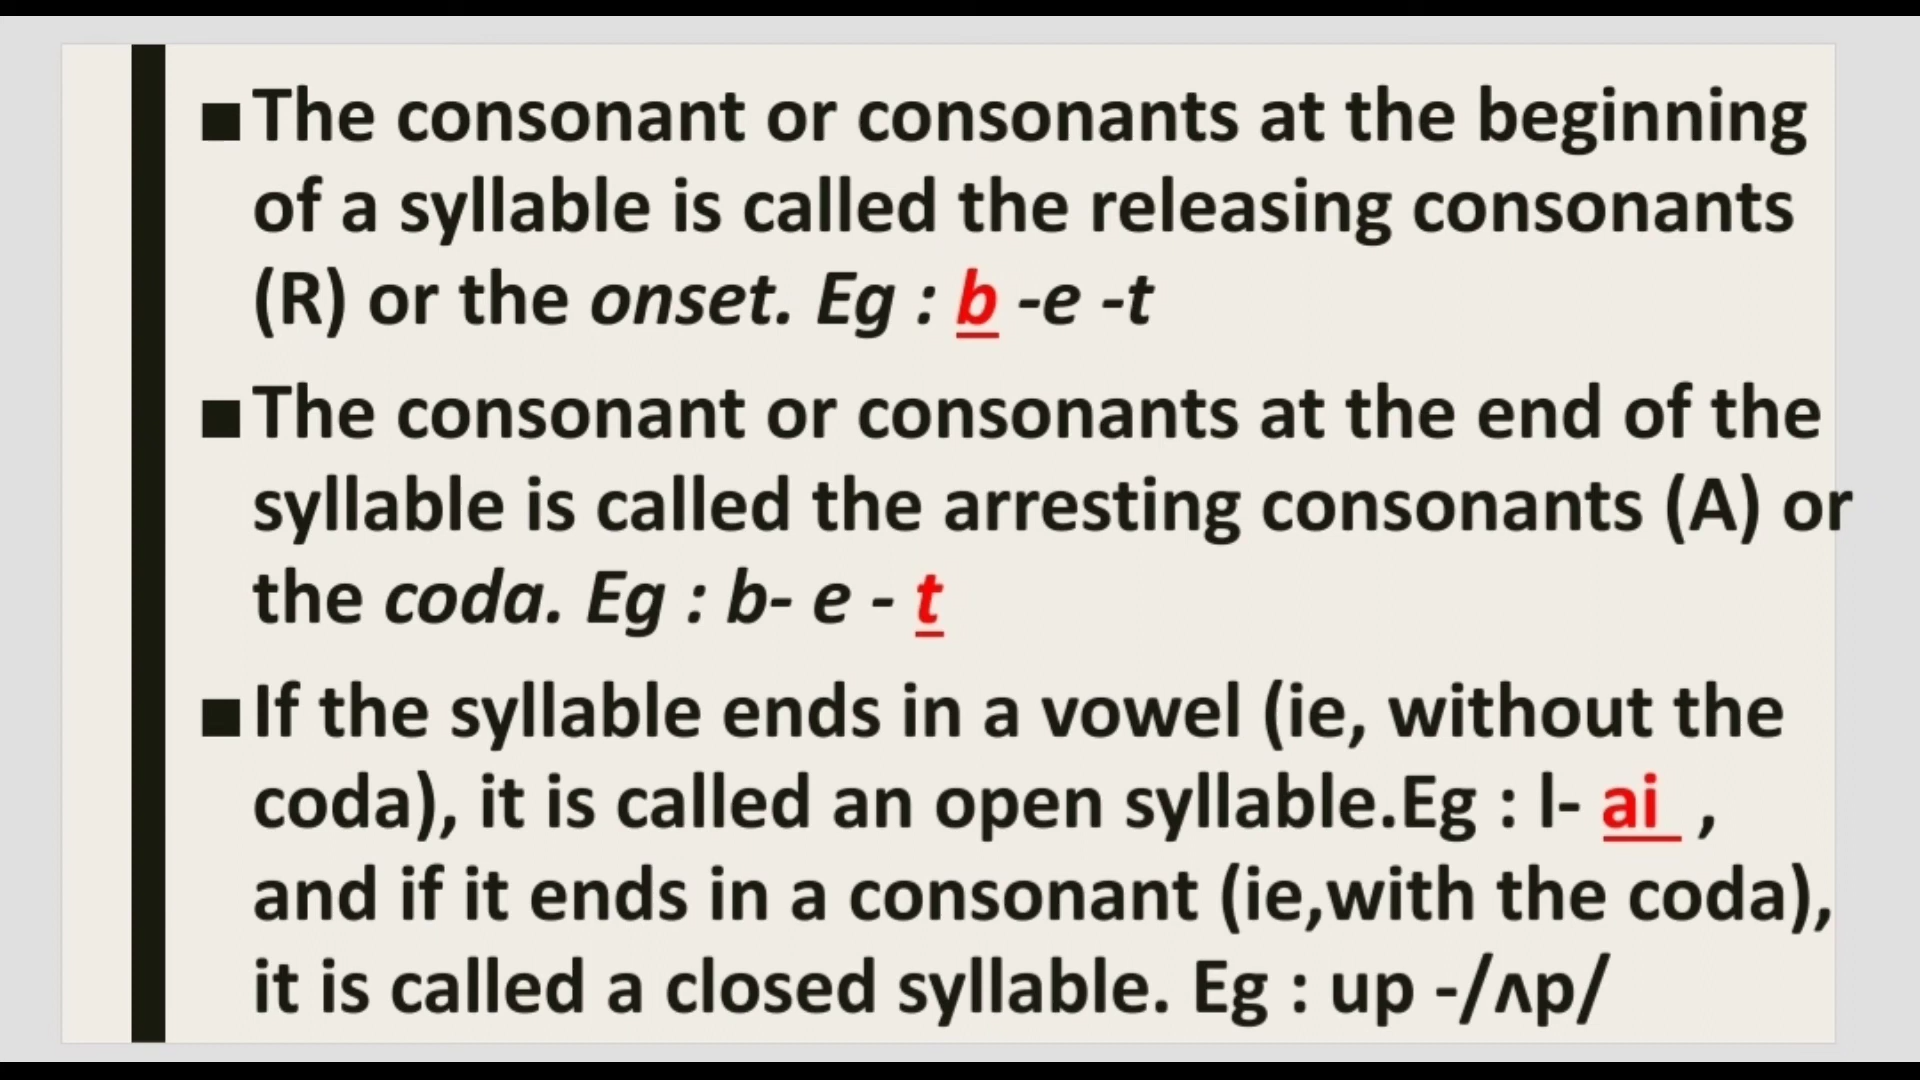 ■The consonant or consonants at the beginning
of a syllable is called the releasing consonants
(R) or the onset. Eg : b -e -t
■The consonant or consonants at the end of the
syllable is called the arresting consonants (A) or
the coda. Eg : b- e - t
■If the syllable ends in a vowel (ie, without the
coda), it is called an open syllable.Eg : l- ai ,
and if it ends in a consonant (ie,with the coda),
it is called a closed syllable. Eg : up -/ʌp/